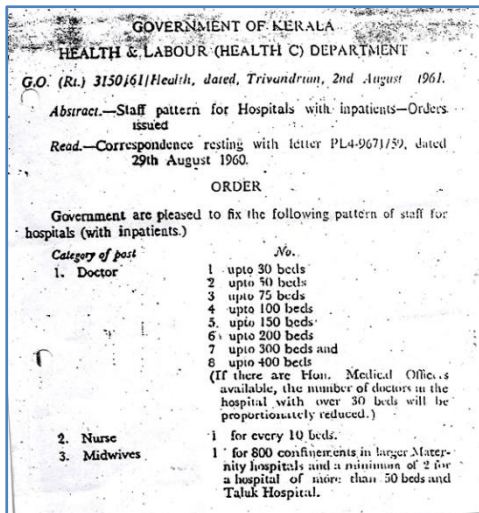 GOVERNMENT OF KERALA
HEALTH & LABOUR (HEALTH C) DEPARTMENT
G.O. (Rt.) 3150/61/Health, dated, Trivandrum, 2nd August 1961.
Abstract.—Staff pattern for Hospitals with inpatients—Orders
issued
Read.—Correspondence resting with letter PL4-9671/59, dated
29th August 1960.
ORDER
Government are pleased to fix the following pattern of staff for
hospitals (with inpatients.)
Category of post No.
1. Doctor 1 upto 30 beds
2 upto 50 beds
3 upto 75 beds
4 upto 100 beds
5. upto 150 beds
6 upto 200 beds
7 upto 300 beds and
8 upto 400 beds
(If there are Hon. Medical Officers
available, the number of doctors in the
hospital with over 30 beds will be
proportionately reduced.)
2. Nurse 1 for every 10 beds.
3. Midwives 1 for 800 confinements in larger Mater-
nity hospitals and a minimum of 2 for
a hospital of more than 50 beds and
Taluk Hospital.